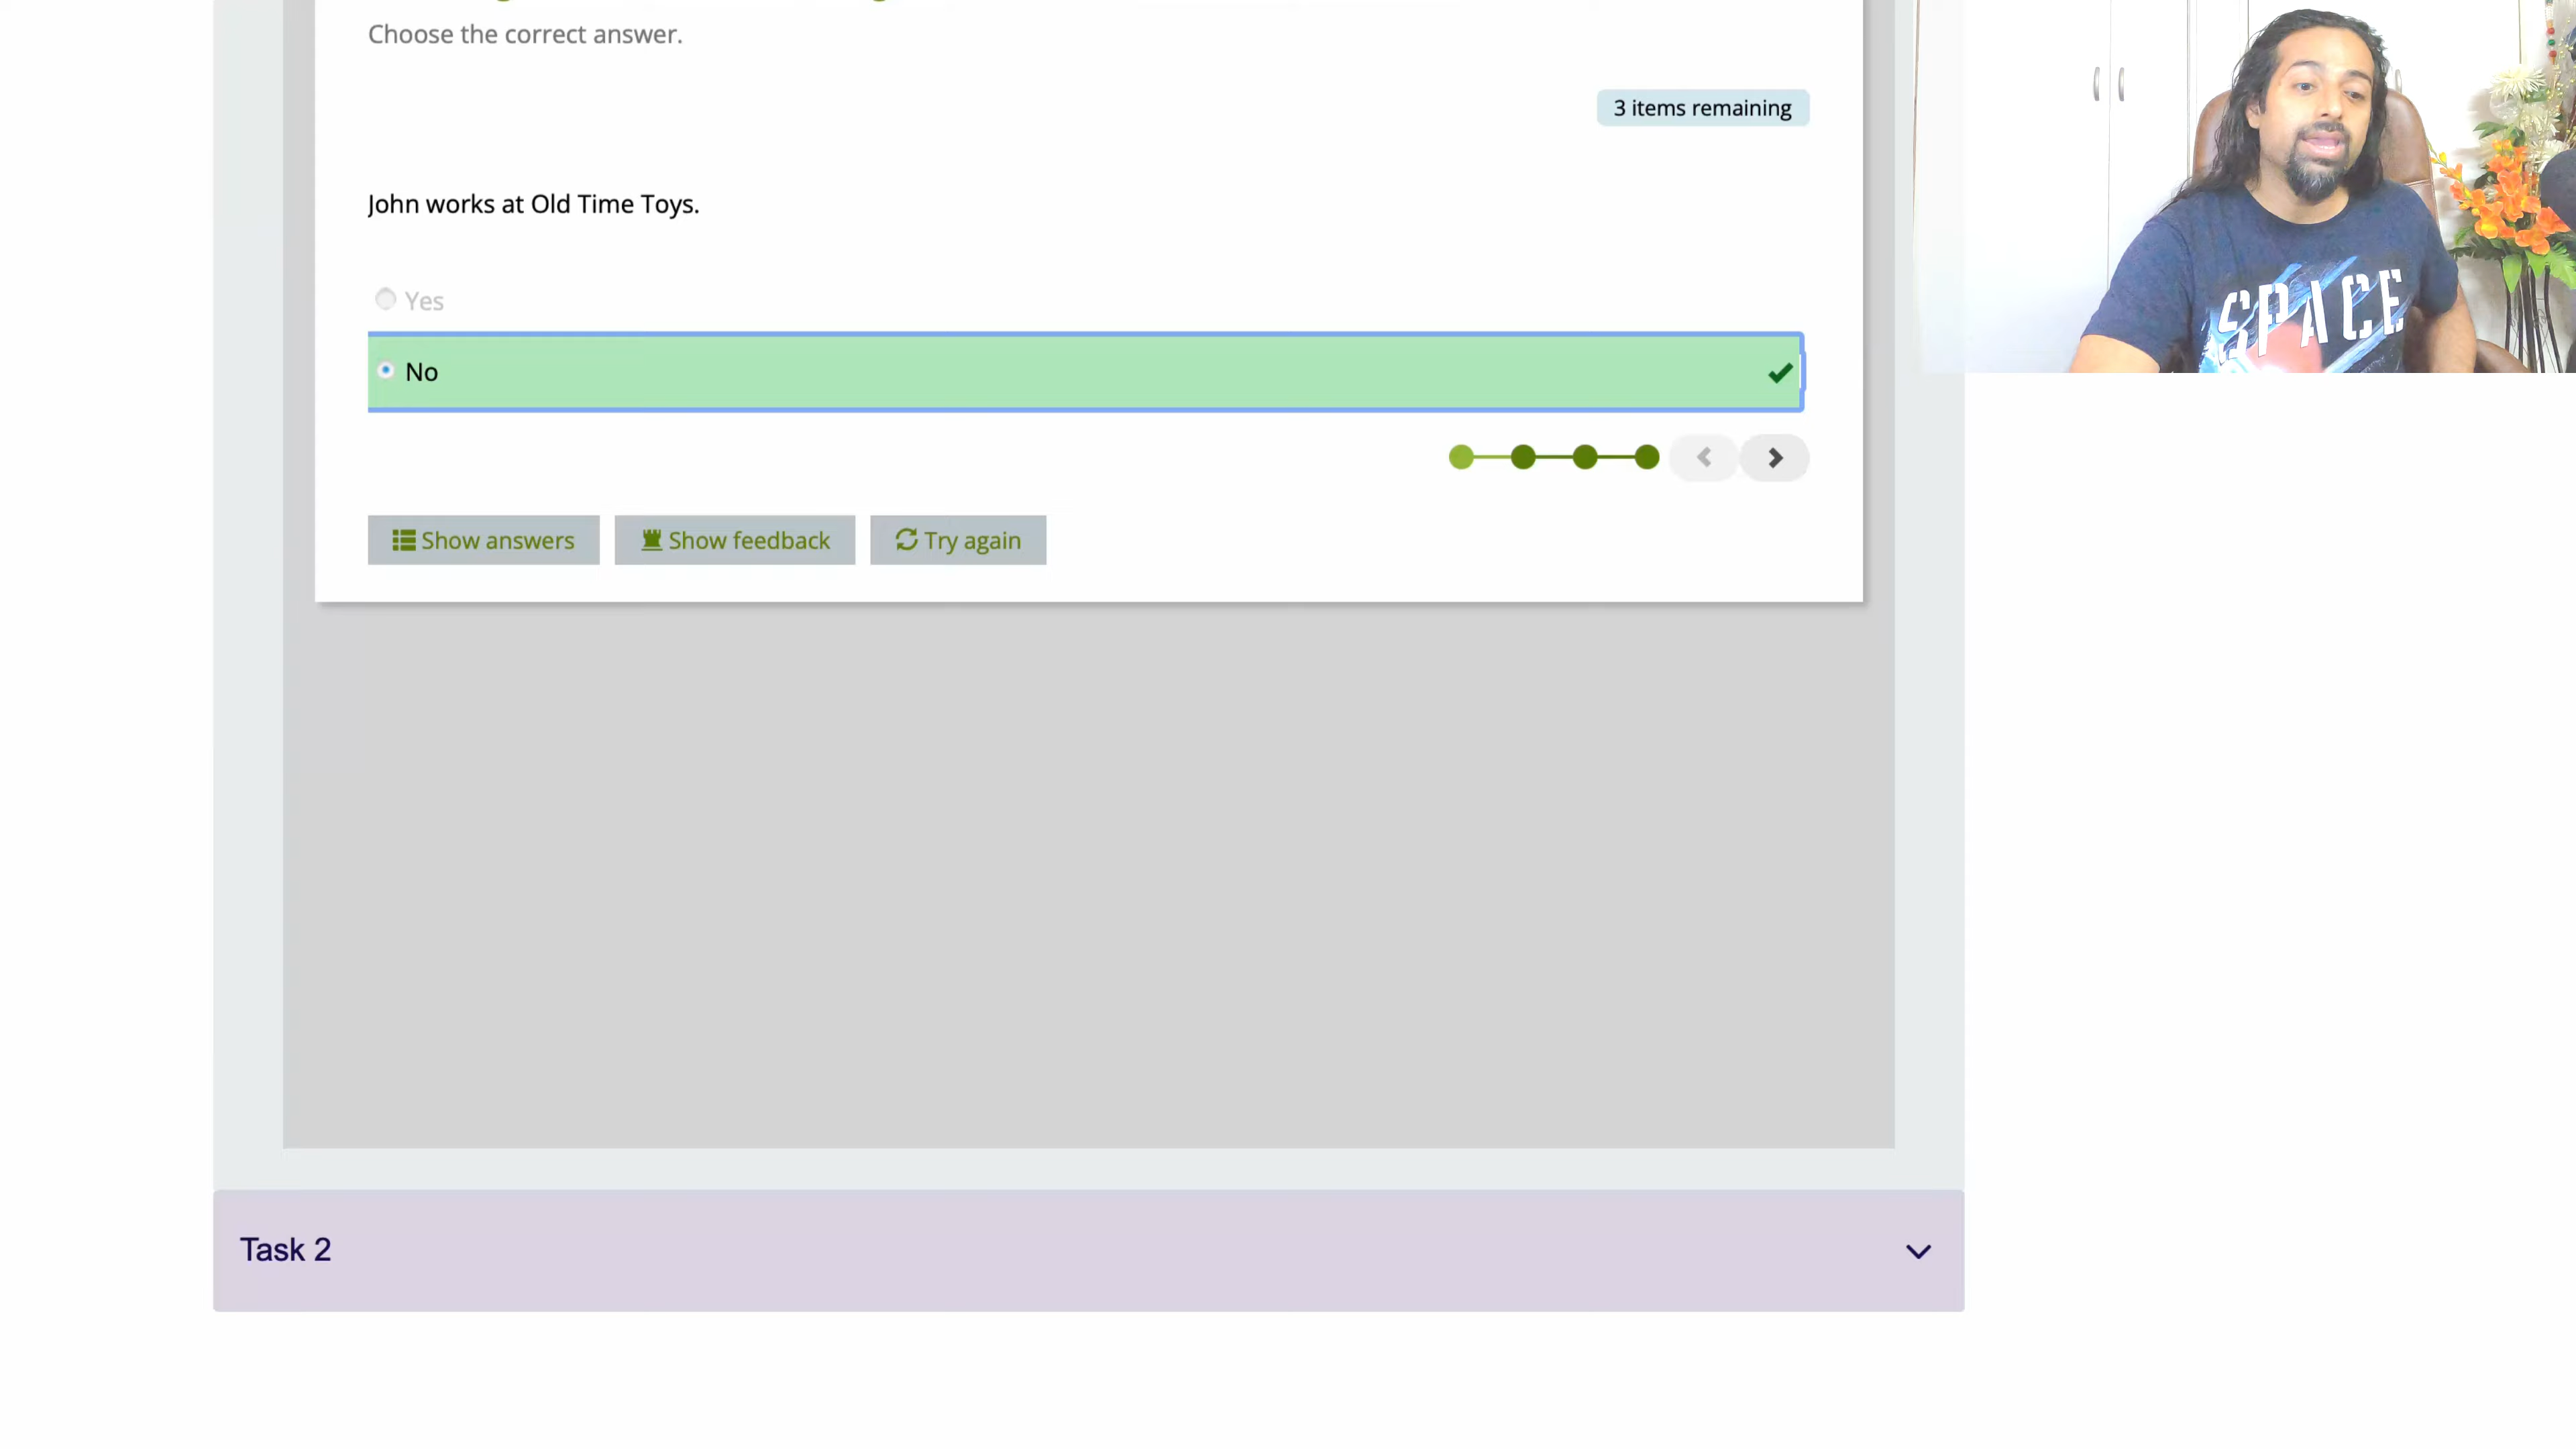 Choose the correct answer.
3 items remaining
John works at Old Time Toys.
Yes
No
Show answers
Show feedback
Try again
Task 2
SPACE